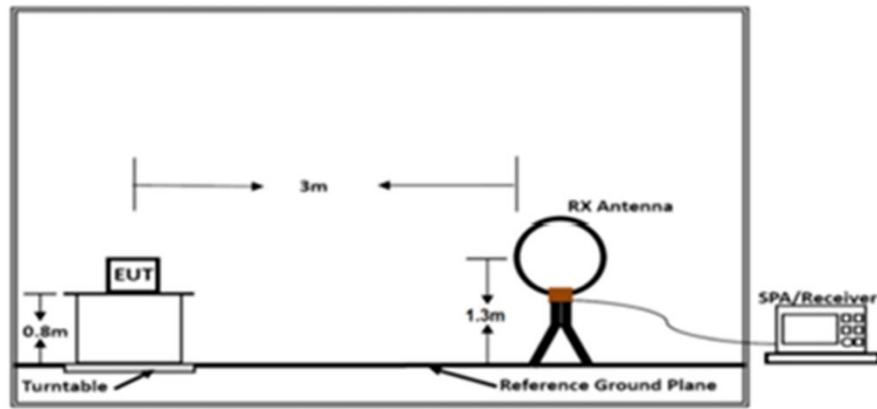 3m
RX Antenna
EUT
SPA/Receiver
0.8m
1.3m
Turntable
Reference Ground Plane